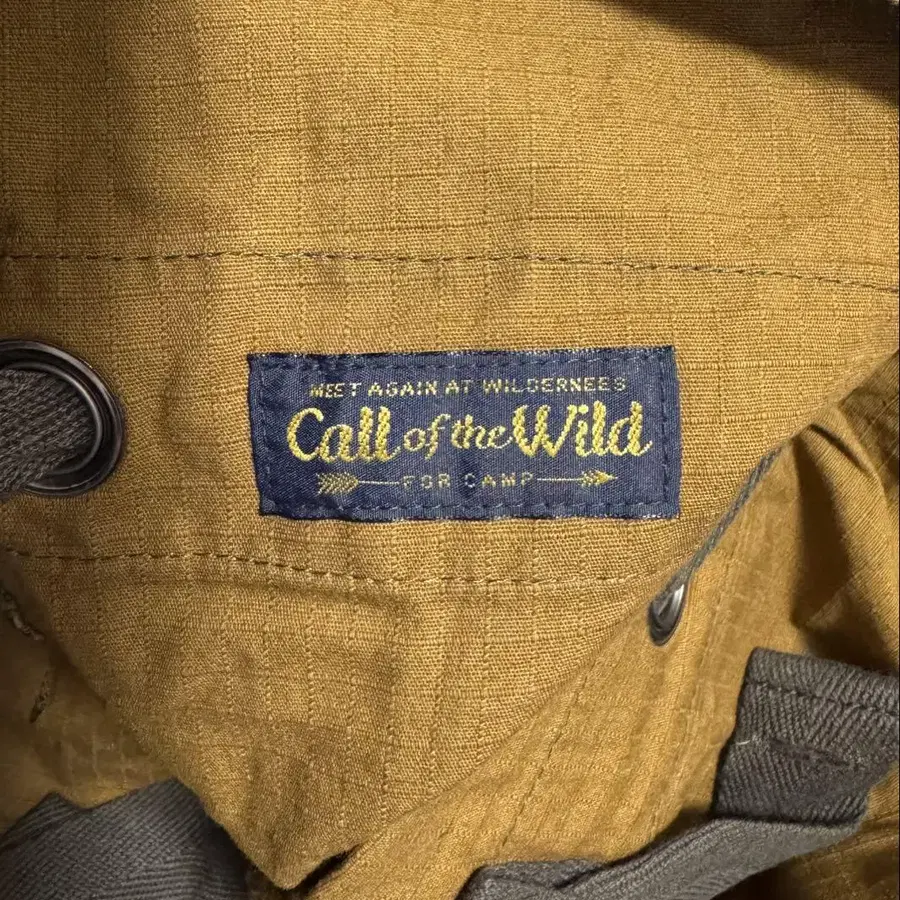 MEET AGAIN AT WILDERNEES
Call of the Wild
FOR CAMP